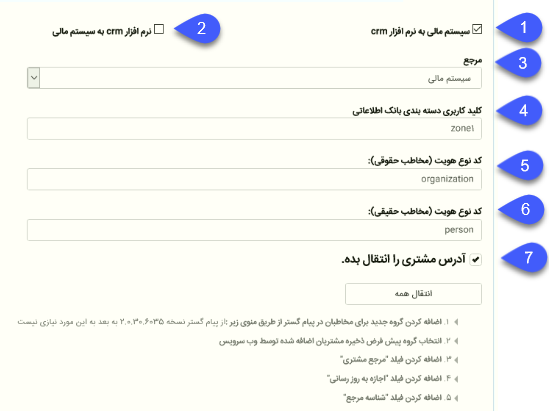 1 سیستم مالی به نرم افزار crm
2 نرم افزار crm به سیستم مالی
مرجع
3
سیستم مالی
کلید کاربری دسته بندی بانک اطلاعاتی
4
zone1
کد نوع هویت (مخاطب حقوقی):
5
organization
کد نوع هویت (مخاطب حقیقی):
6
person
7 آدرس مشتری را انتقال بده.
انتقال همه
۱. اضافه کردن گروه جدید برای مخاطبان در پیام گستر از طریق منوی زیر :(از پیام گستر نسخه 2.0.30.6035 به بعد به این مورد نیازی نیست
۲. انتخاب گروه پیش فرض ذخیره مشتریان اضافه شده توسط وب سرویس
۳. اضافه کردن فیلد "مرجع مشتری"
۴. اضافه کردن فیلد "اجازه به روز رسانی"
۵. اضافه کردن فیلد "شناسه مرجع"